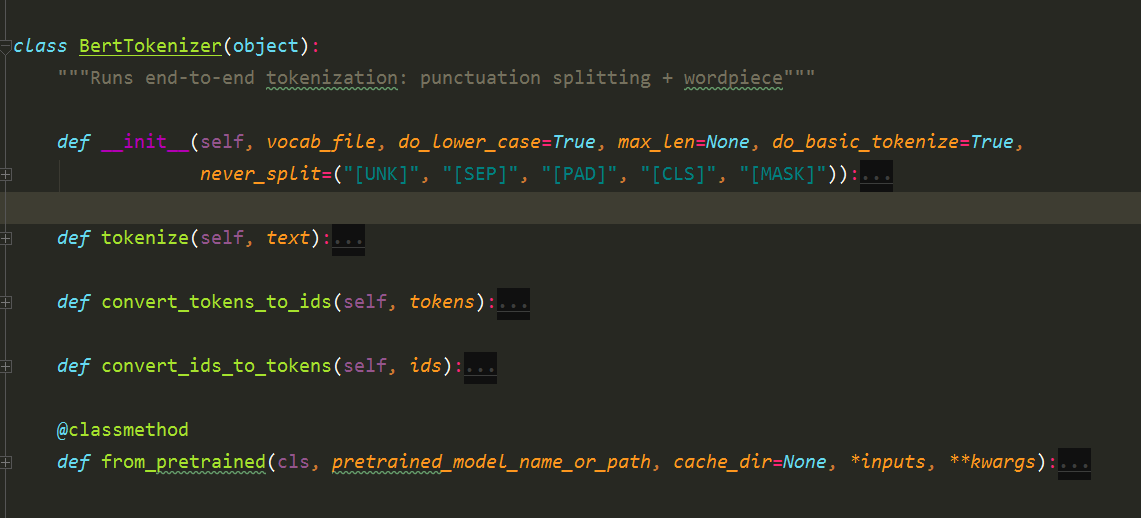 class BertTokenizer(object):
"""Runs end-to-end tokenization: punctuation splitting + wordpiece"""
def __init__(self, vocab_file, do_lower_case=True, max_len=None, do_basic_tokenize=True,
never_split=("[UNK]", "[SEP]", "[PAD]", "[CLS]", "[MASK]")):...
def tokenize(self, text):...
def convert_tokens_to_ids(self, tokens):...
def convert_ids_to_tokens(self, ids):...
@classmethod
def from_pretrained(cls, pretrained_model_name_or_path, cache_dir=None, *inputs, **kwargs):...